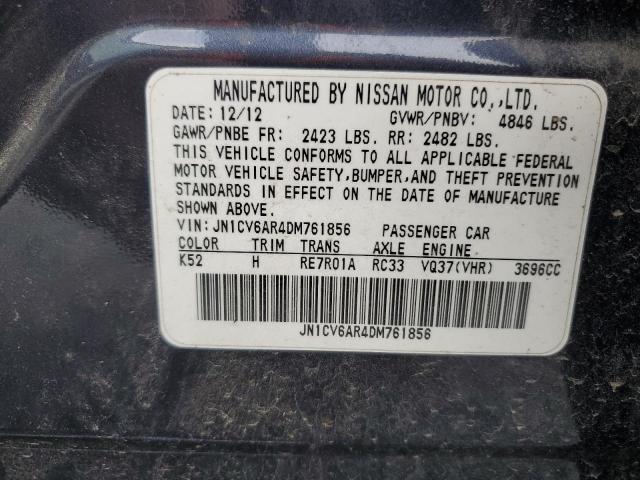 MANUFACTURED BY NISSAN MOTOR CO.,LTD.
DATE: 12/12 GVWR/PNBV: 4846 LBS.
GAWR/PNBE FR: 2423 LBS. RR: 2482 LBS.
THIS VEHICLE CONFORMS TO ALL APPLICABLE FEDERAL
MOTOR VEHICLE SAFETY,BUMPER,AND THEFT PREVENTION
STANDARDS IN EFFECT ON THE DATE OF MANUFACTURE
SHOWN ABOVE.
VIN: JN1CV6AR4DM761856 PASSENGER CAR
COLOR TRIM TRANS AXLE ENGINE
K52 H RE7R01A RC33 VQ37(VHR) 3696CC
JN1CV6AR4DM761856